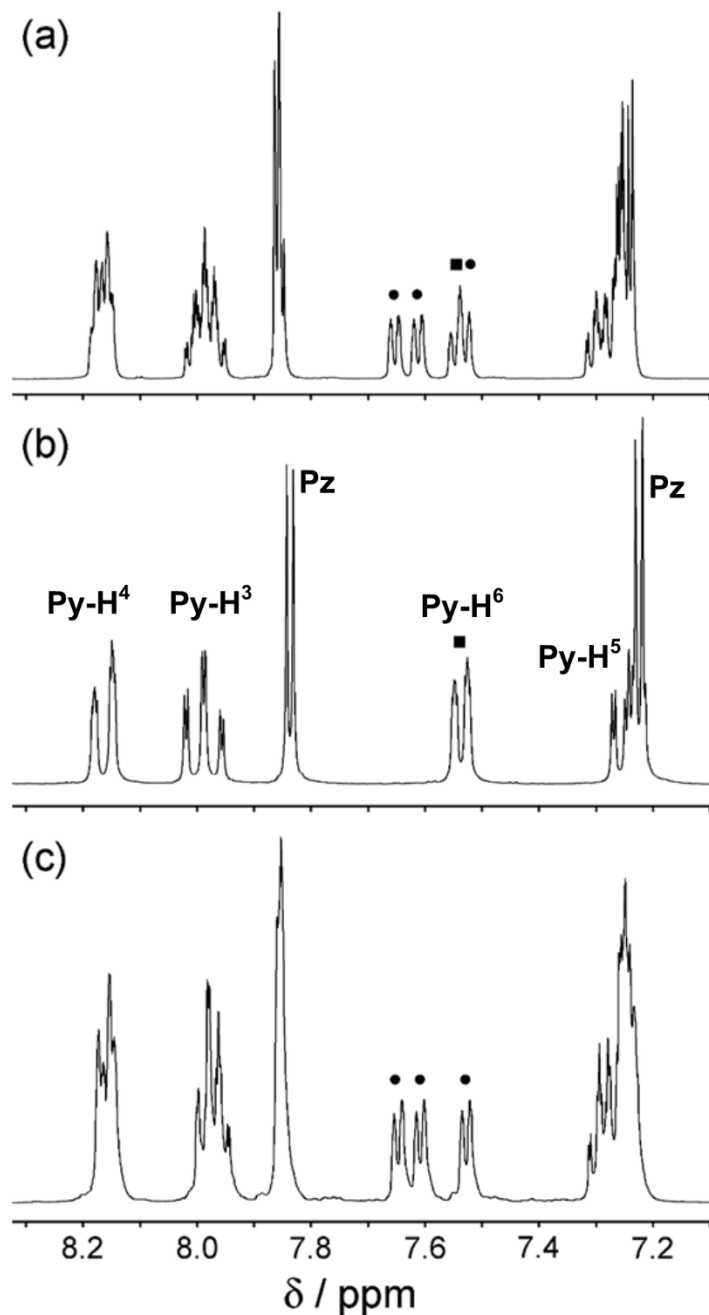 (a)
■ ●
● ●
(b)
Pz
Pz
Py-H⁴
Py-H³
Py-H⁶
■
Py-H⁵
(c)
● ● ●
8.2 8.0 7.8 7.6 7.4 7.2
δ / ppm